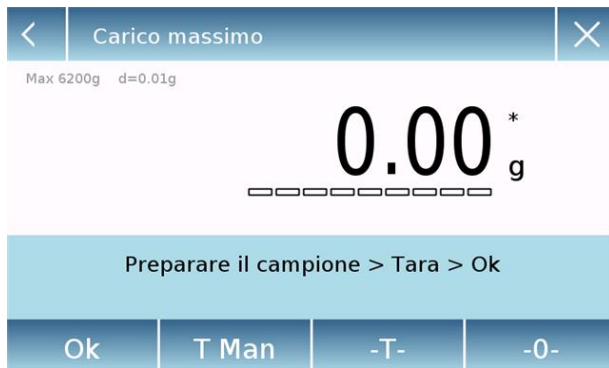 Carico massimo
Max 6200g d=0.01g
0.00 * g
Preparare il campione > Tara > Ok
Ok T Man -T- -0-